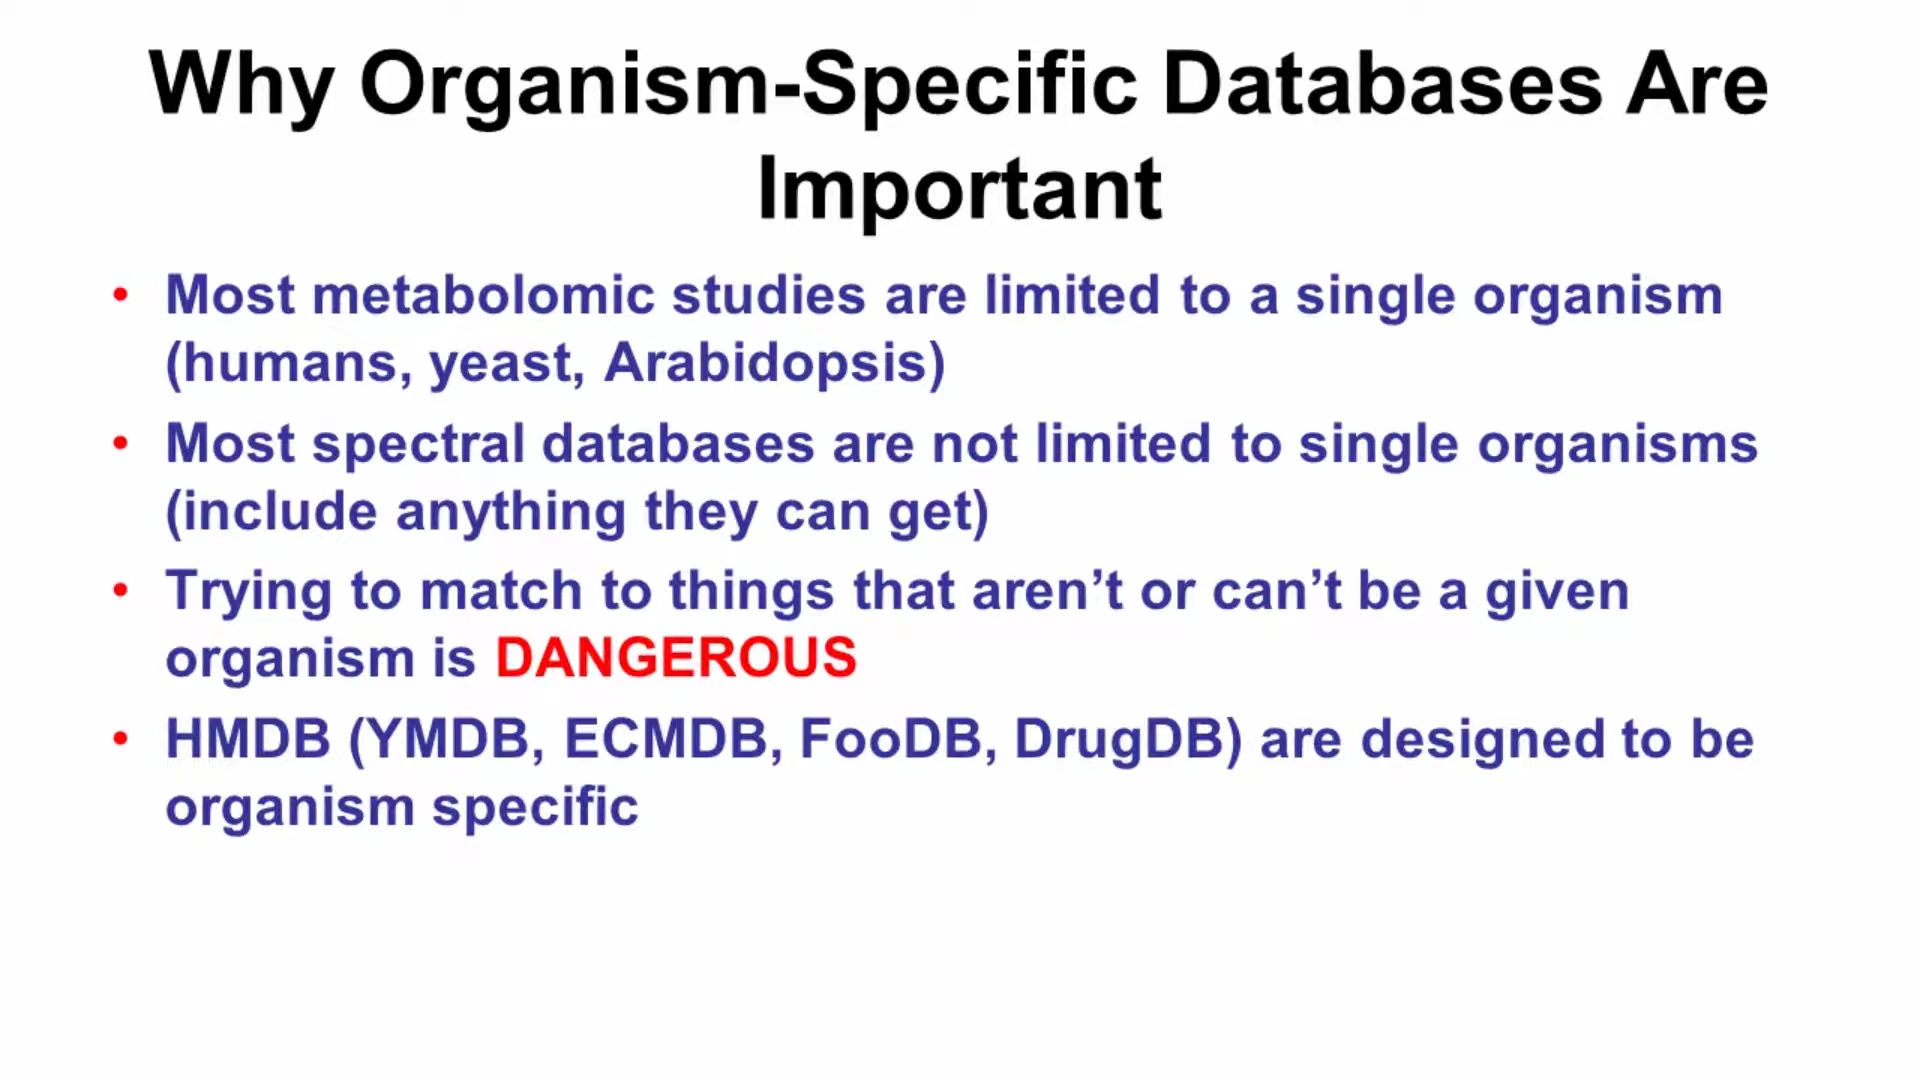 Why Organism-Specific Databases Are
Important
• Most metabolomic studies are limited to a single organism
(humans, yeast, Arabidopsis)
• Most spectral databases are not limited to single organisms
(include anything they can get)
• Trying to match to things that aren’t or can’t be a given
organism is DANGEROUS
• HMDB (YMDB, ECMDB, FooDB, DrugDB) are designed to be
organism specific